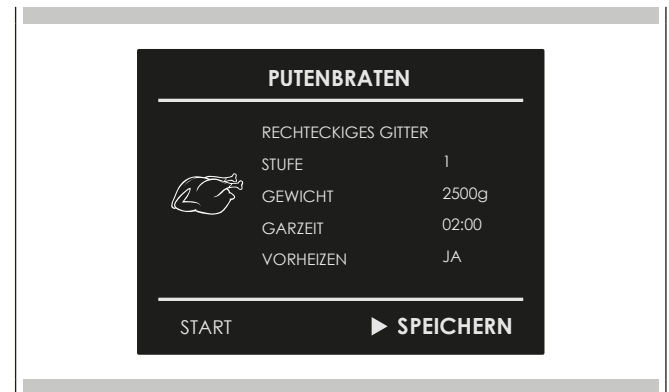 PUTENBRATEN
RECHTECKIGES GITTER
STUFE 1
GEWICHT 2500g
GARZEIT 02:00
VORHEIZEN JA
START ▶ SPEICHERN